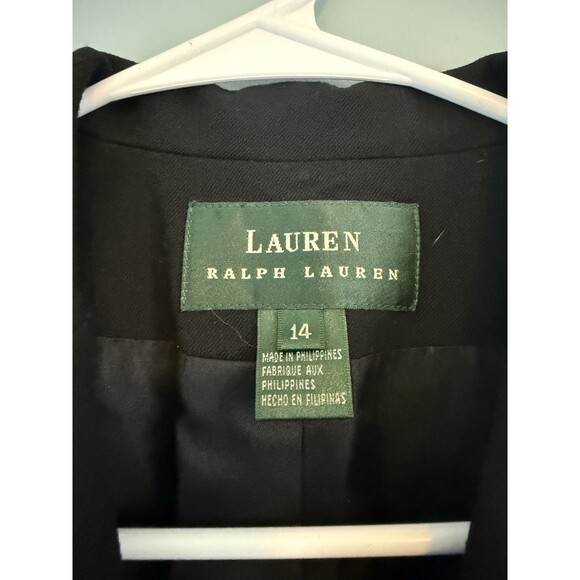 LAUREN
RALPH LAUREN
14
MADE IN PHILIPPINES
FABRIQUE AUX
PHILIPPINES
HECHO EN FILIPINAS